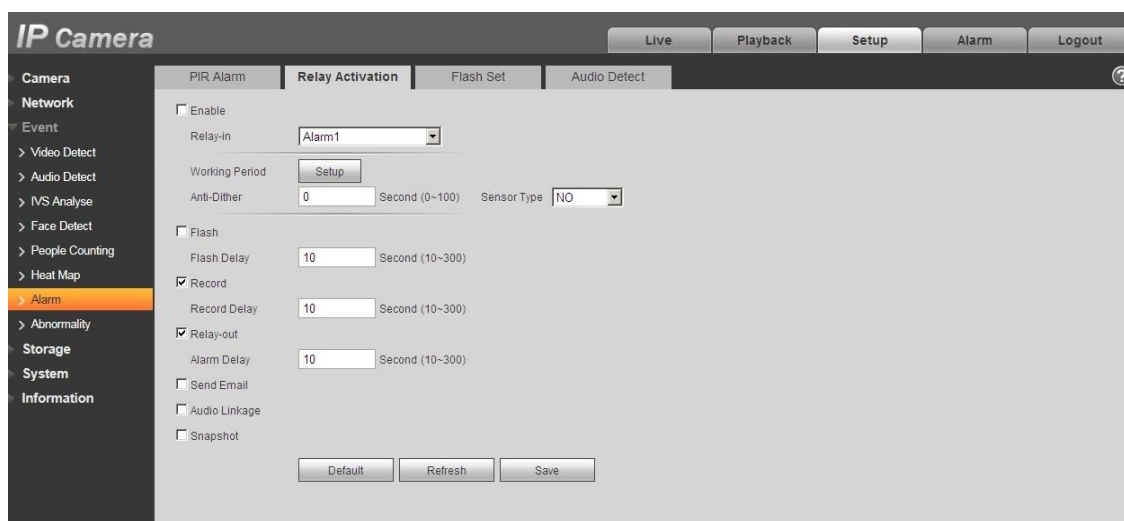 IP Camera
Live Playback Setup Alarm Logout
Camera
Network
Event
> Video Detect
> Audio Detect
> IVS Analyse
> Face Detect
> People Counting
> Heat Map
> Alarm
> Abnormality
Storage
System
Information
PIR Alarm Relay Activation Flash Set Audio Detect ?
Enable
Relay-in Alarm1
Working Period Setup
Anti-Dither 0 Second (0~100) Sensor Type NO
Flash
Flash Delay 10 Second (10~300)
Record
Record Delay 10 Second (10~300)
Relay-out
Alarm Delay 10 Second (10~300)
Send Email
Audio Linkage
Snapshot
Default Refresh Save